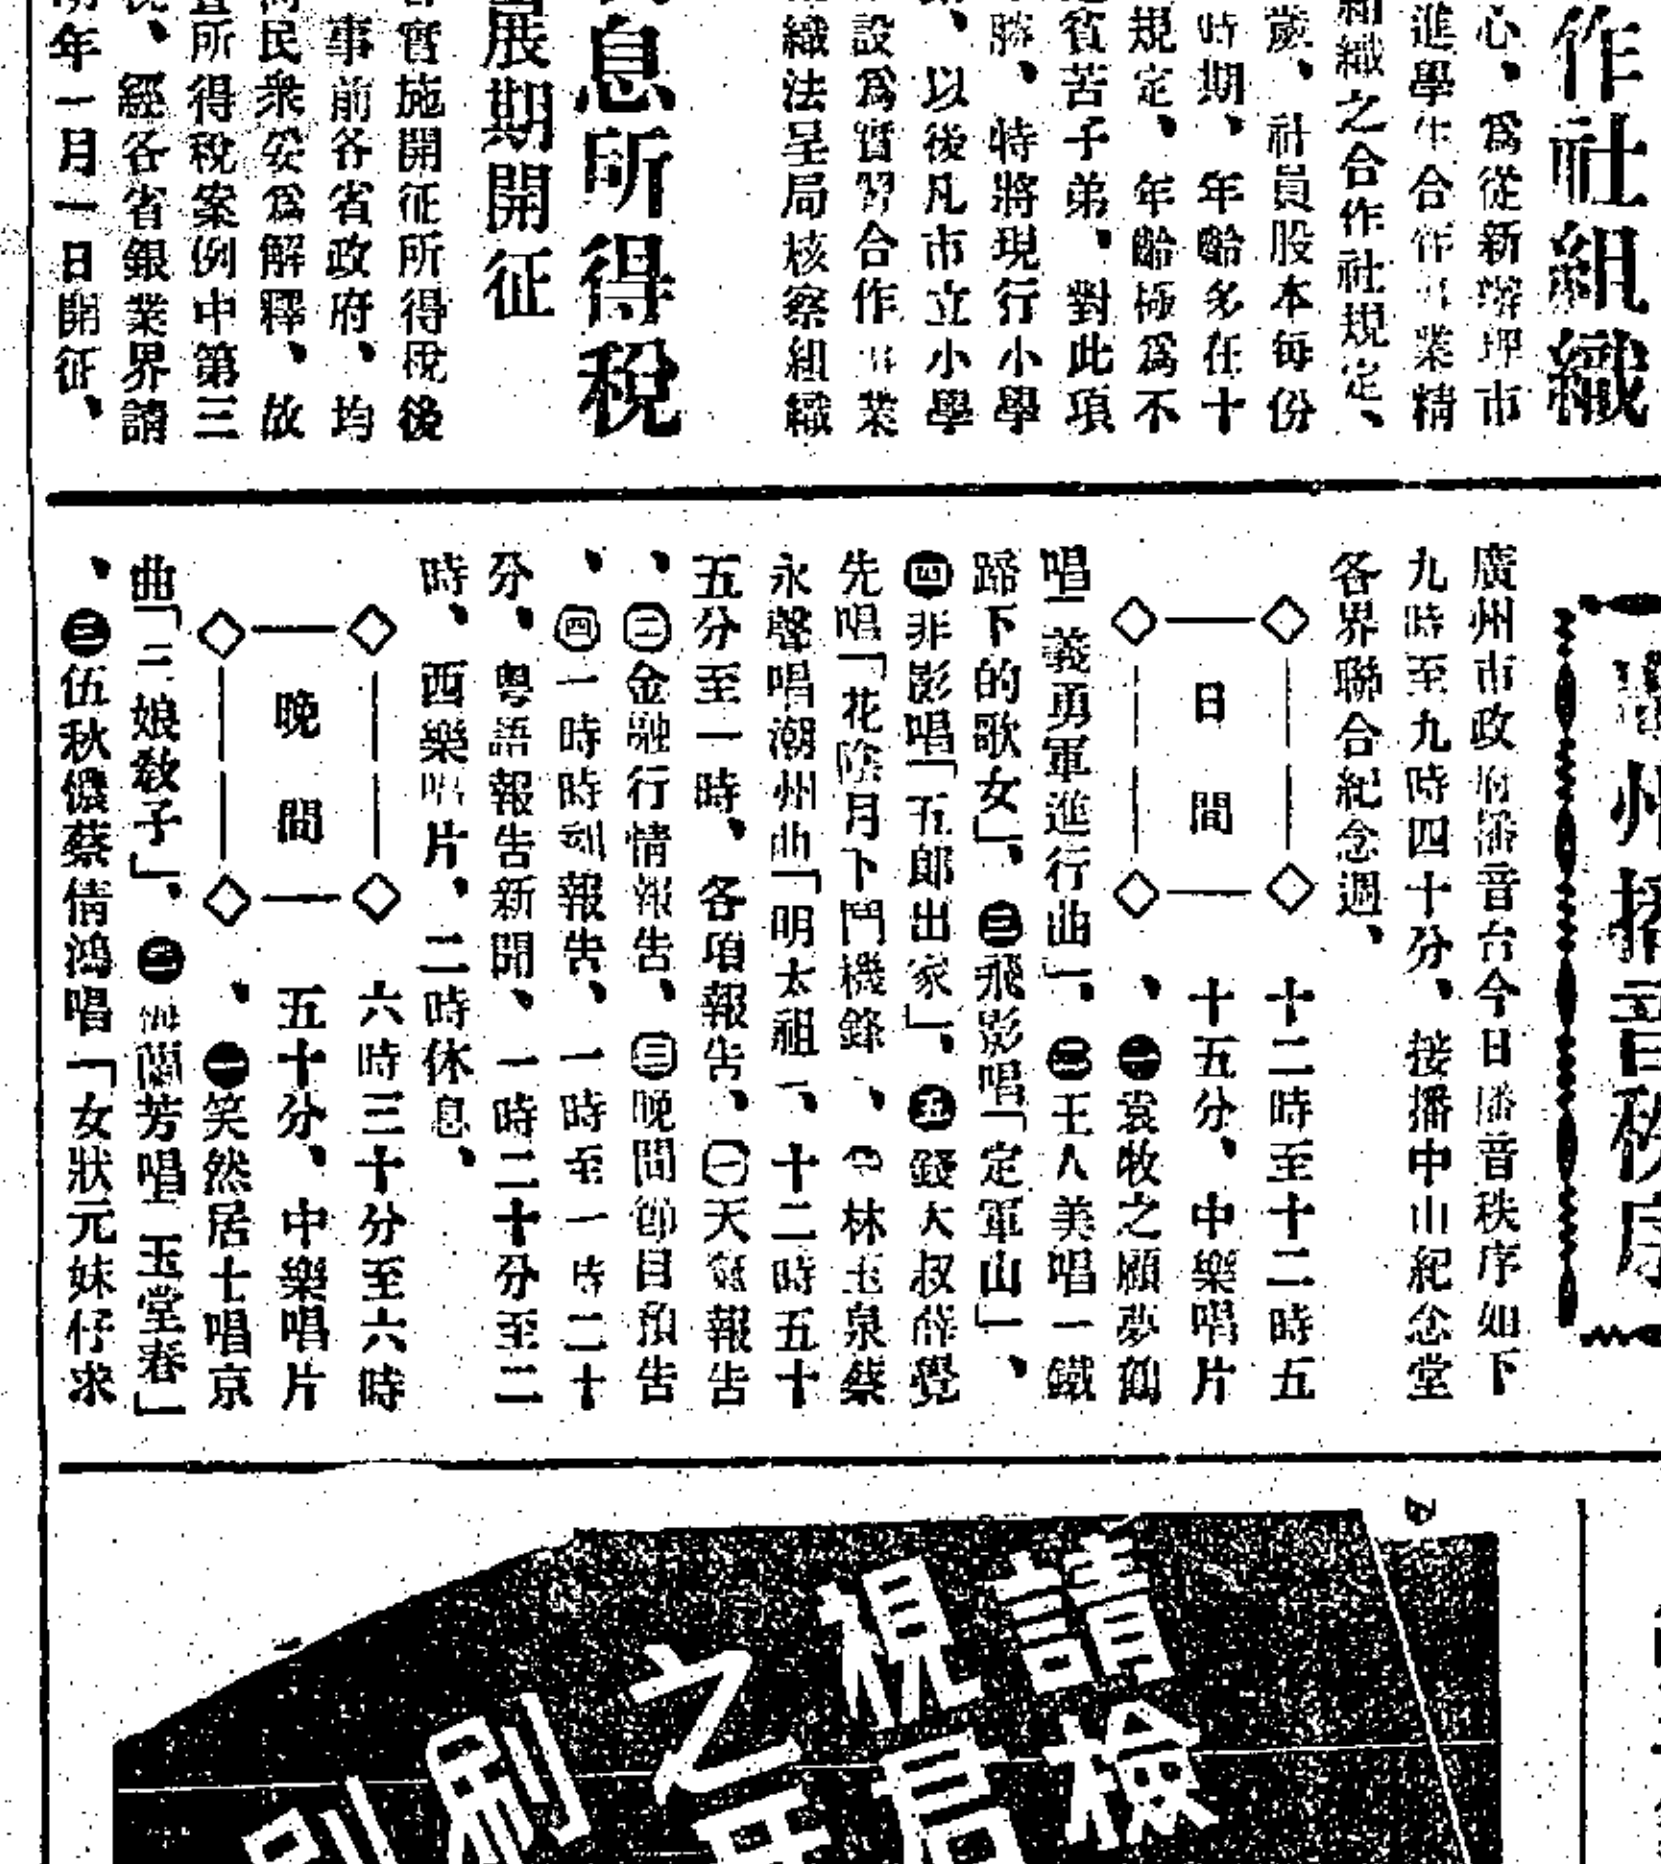 作社組織
心、為從新辦理市
進學生合作事業精
組織之合作社規定、
歲、社員股本每份
時期、年齡多在十
規定、年齡極為不
貧苦子弟、對此項
勝、特將現行小學
、以後凡市立小學
設為實習合作事業
織法呈局核察組織
息所得稅
展期開征
實施開征所得稅後
事前各省政府、均
民衆妥為解釋、故
所得稅案例中第三
、經各省銀業界請
年一月一日開征、
州播音秩序
廣州市政府播音台今日播音秩序如下
九時至九時四十分、接播中山紀念堂
各界聯合紀念週、
日間
十二時至十二時五
十五分、中樂唱片
、㊀袁牧之顧夢鶴
唱「義勇軍進行曲」、㊁王人美唱「鐵
蹄下的歌女」、㊂飛影唱「定軍山」、
㊃非影唱「五郎出家」、㊄錢大叔薛覺
先唱「花陰月下鬥機鋒」、㊅林玉泉蔡
永聲唱潮州曲「明太祖」、十二時五十
五分至一時、各項報告、㊀天氣報告
、㊁金融行情報告、㊂晚間節目預告
、㊃一時時刻報告、一時至一時二十
分、粵語報告新聞、一時二十分至二
時、西樂唱片、二時休息、
晚間
六時三十分至六時
五十分、中樂唱片
、㊀笑然居士唱京
曲「三娘教子」、㊁梅蘭芳唱「玉堂春」
、㊂伍秋儂蔡倩鴻唱「女狀元妹仔求
請視之刷
檢局